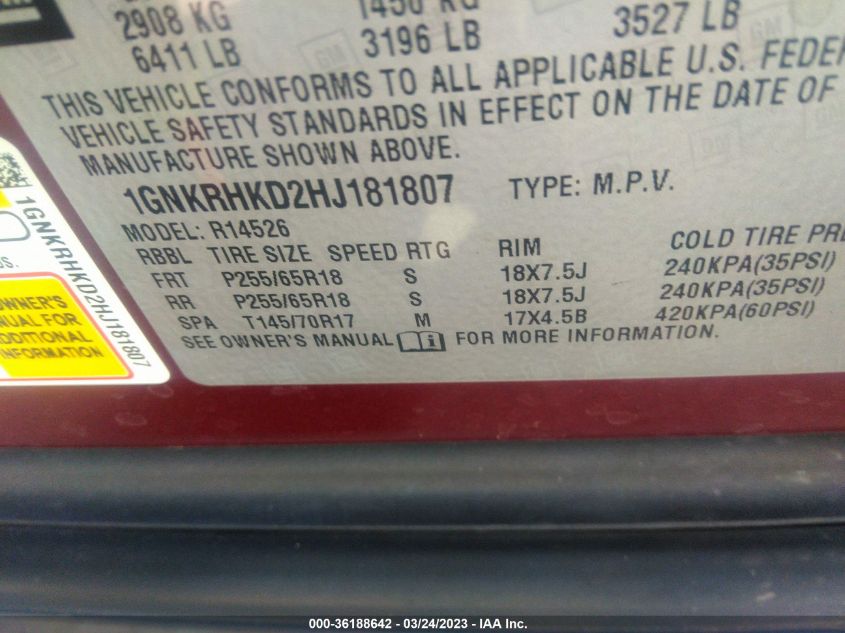 2908 KG 1450 KG
6411 LB 3196 LB 3527 LB
THIS VEHICLE CONFORMS TO ALL APPLICABLE U.S.
VEHICLE SAFETY STANDARDS IN EFFECT ON THE DATE OF
MANUFACTURE SHOWN ABOVE.
1GNKRHKD2HJ181807 TYPE: M.P.V.
MODEL: R14526
RBBL TIRE SIZE SPEED RTG RIM COLD TIRE
FRT P255/65R18 S 18X7.5J 240KPA(35PSI)
RR P255/65R18 S 18X7.5J 240KPA(35PSI)
SPA T145/70R17 M 17X4.5B 420KPA(60PSI)
SEE OWNER'S MANUAL FOR MORE INFORMATION.
1GNKRHKD2HJ181807
OWNER'S
FOR
INFORMATION
GM
000-36188642 - 03/24/2023 - IAA Inc.